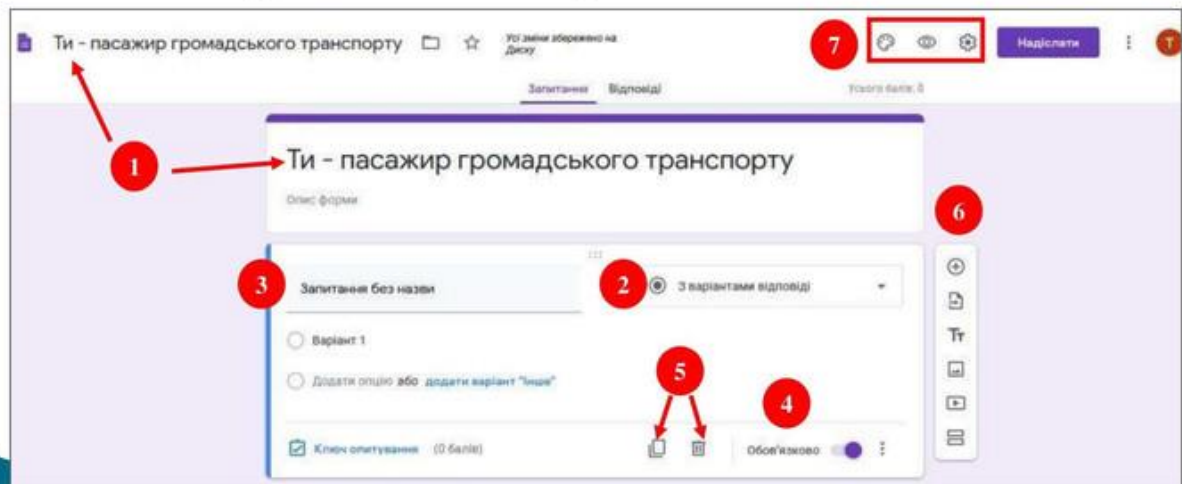 Ти - пасажир громадського транспорту
Усі зміни збережено на
Диску
7
Надіслати
Т
Запитання Відповіді
Усього балів: 0
1
Ти - пасажир громадського транспорту
Опис форми
6
3
Запитання без назви
2
З варіантами відповіді
Варіант 1
Додати опцію або додати варіант "Інше"
5
4
Тт
Ключ опитування (0 балів)
Обов'язково